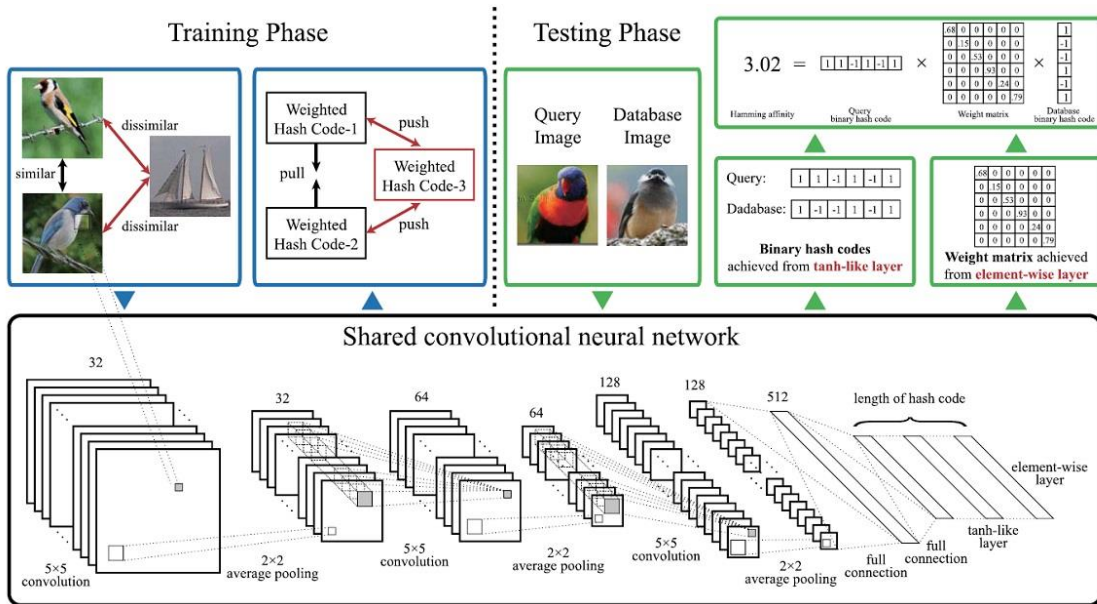 Training Phase
Testing Phase
similar
dissimilar
dissimilar
Weighted
Hash Code-1
pull
Weighted
Hash Code-2
push
Weighted
Hash Code-3
push
Query
Image
Database
Image
3.02 = 1 1 -1 1 -1 1 × × 
.68 0 0 0 0 0
0 .15 0 0 0 0
0 0 .53 0 0 0
0 0 0 .93 0 0
0 0 0 0 .24 0
0 0 0 0 0 .79
1
-1
-1
1
-1
1
Hamming affinity
Query
binary hash code
Weight matrix
Database
binary hash code
Query: 1 1 -1 1 -1 1
Dadabase: 1 -1 -1 1 -1 1
Binary hash codes
achieved from tanh-like layer
.68 0 0 0 0 0
0 .15 0 0 0 0
0 0 .53 0 0 0
0 0 0 .93 0 0
0 0 0 0 .24 0
0 0 0 0 0 .79
Weight matrix achieved
from element-wise layer
Shared convolutional neural network
32
32
64
64
128
128
512
length of hash code
5×5
convolution
2×2
average pooling
5×5
convolution
2×2
average pooling
5×5
convolution
2×2
average pooling
full
connection
full
connection
tanh-like
layer
element-wise
layer